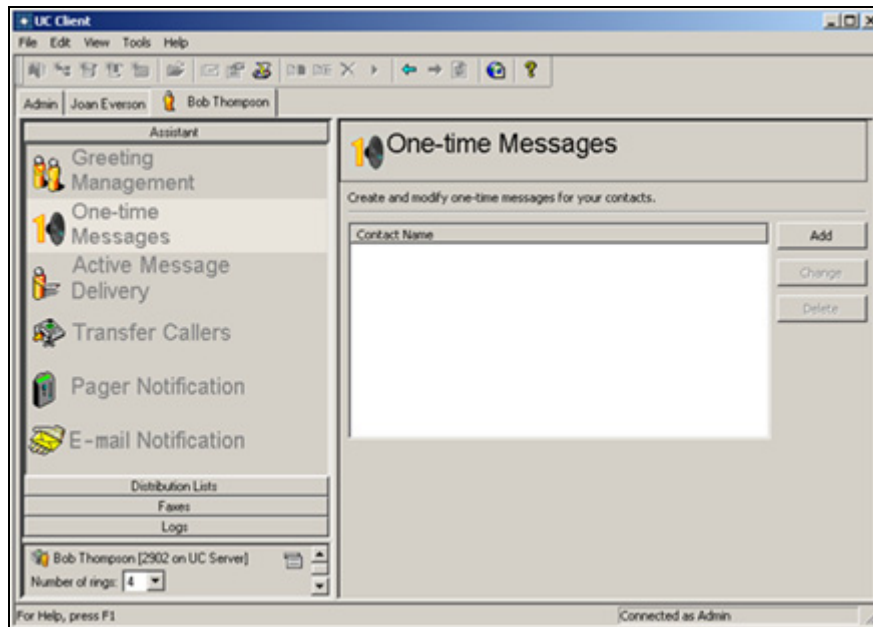 UC Client
File Edit View Tools Help
Admin Joan Everson Bob Thompson
Assistant
Greeting
Management
One-time
Messages
Active Message
Delivery
Transfer Callers
Pager Notification
E-mail Notification
Distribution Lists
Faxes
Logs
Bob Thompson [2902 on UC Server]
Number of rings: 4
One-time Messages
Create and modify one-time messages for your contacts.
Contact Name
Add
Change
Delete
For Help, press F1
Connected as Admin